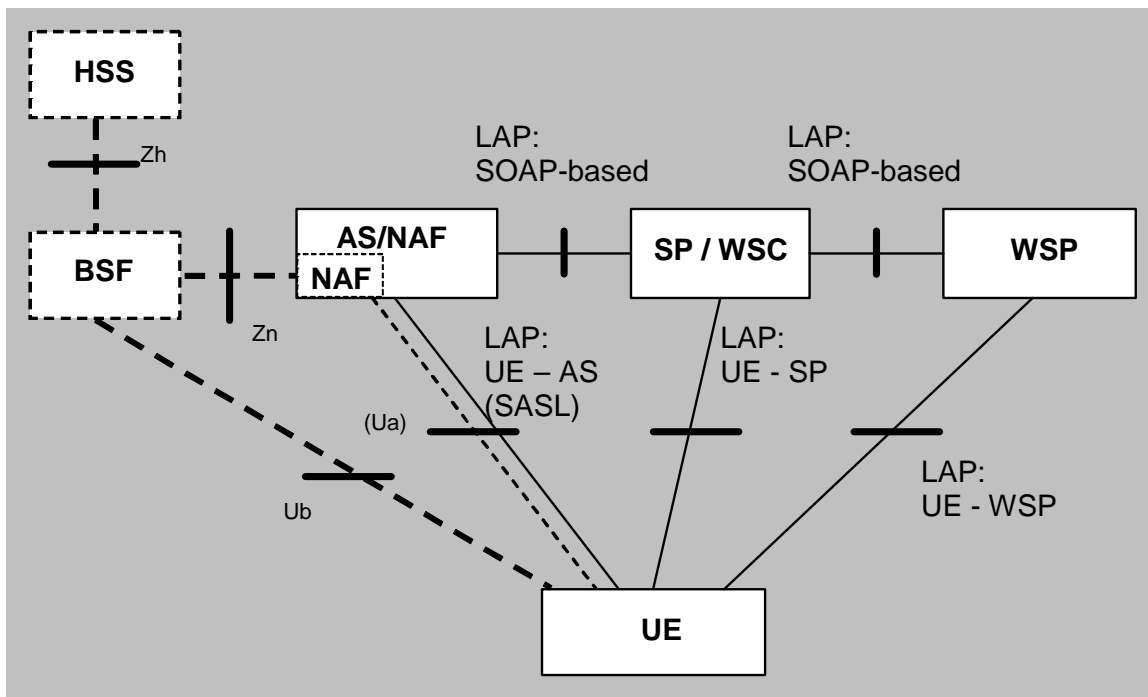 HSS
Zh
LAP:
SOAP-based
LAP:
SOAP-based
BSF
Zn
AS/NAF
NAF
SP / WSC
WSP
LAP:
UE – AS
(SASL)
LAP:
UE - SP
(Ua)
Ub
LAP:
UE - WSP
UE